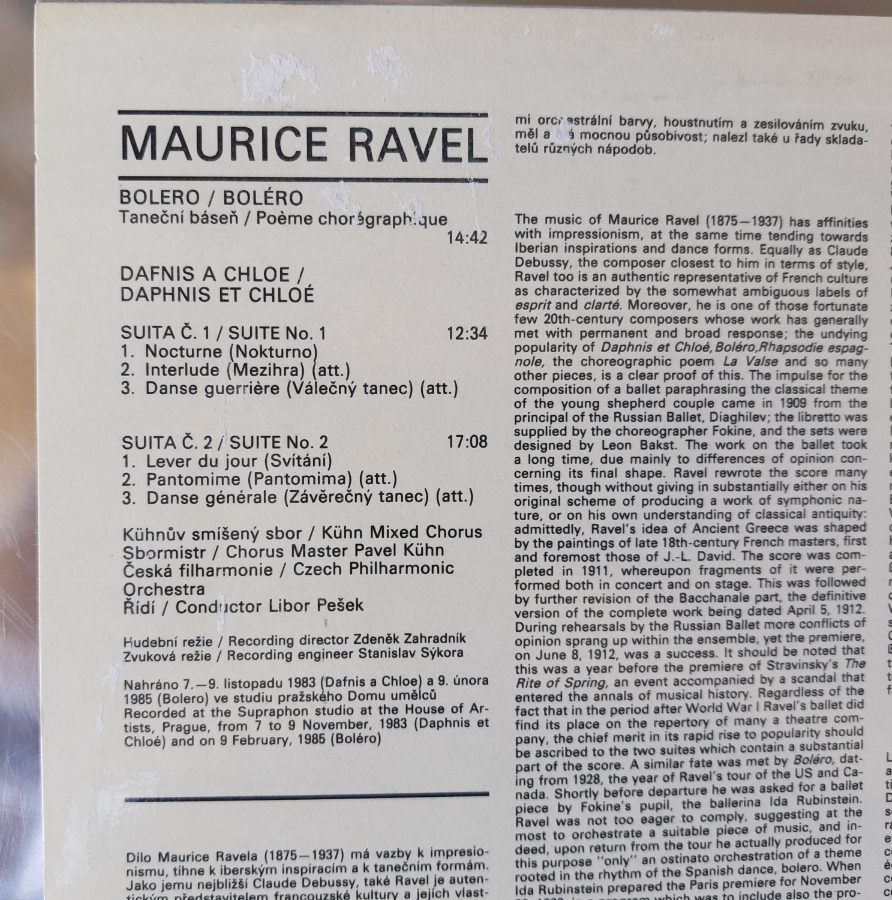 MAURICE RAVEL
BOLERO / BOLÉRO
Taneční báseň / Poème chorégraphique
14:42
DAFNIS A CHLOE /
DAPHNIS ET CHLOÉ
SUITA Č. 1 / SUITE No. 1 12:34
1. Nocturne (Nokturno)
2. Interlude (Mezihra) (att.)
3. Danse guerrière (Válečný tanec) (att.)
SUITA Č. 2 / SUITE No. 2 17:08
1. Lever du jour (Svítání)
2. Pantomime (Pantomima) (att.)
3. Danse générale (Závěrečný tanec) (att.)
Kühnův smíšený sbor / Kühn Mixed Chorus
Sbormistr / Chorus Master Pavel Kühn
Česká filharmonie / Czech Philharmonic
Orchestra
Řídí / Conductor Libor Pešek
Hudební režie / Recording director Zdeněk Zahradník
Zvuková režie / Recording engineer Stanislav Sýkora
Nahráno 7.—9. listopadu 1983 (Dafnis a Chloe) a 9. února
1985 (Bolero) ve studiu pražského Domu umělců
Recorded at the Supraphon studio at the House of Ar-
tists, Prague, from 7 to 9 November, 1983 (Daphnis et
Chloé) and on 9 February, 1985 (Boléro)
Dílo Maurice Ravela (1875—1937) má vazby k impresio-
nismu, tíhne k iberským inspiracím a k tanečním formám.
Jako jemu nejbližší Claude Debussy, také Ravel je auten-
tickým představitelem francouzské kultury a jejích vlast-
mi orchestrální barvy, houstnutím a zesilováním zvuku,
měl a má mocnou působivost; nalezl také u řady sklada-
telů různých nápodob.
The music of Maurice Ravel (1875—1937) has affinities
with impressionism, at the same time tending towards
Iberian inspirations and dance forms. Equally as Claude
Debussy, the composer closest to him in terms of style,
Ravel too is an authentic representative of French culture
as characterized by the somewhat ambiguous labels of
esprit and clarté. Moreover, he is one of those fortunate
few 20th-century composers whose work has generally
met with permanent and broad response; the undying
popularity of Daphnis et Chloé, Boléro,Rhapsodie espag-
nole, the choreographic poem La Valse and so many
other pieces, is a clear proof of this. The impulse for the
composition of a ballet paraphrasing the classical theme
of the young shepherd couple came in 1909 from the
principal of the Russian Ballet, Diaghilev; the libretto was
supplied by the choreographer Fokine, and the sets were
designed by Leon Bakst. The work on the ballet took
a long time, due mainly to differences of opinion con-
cerning its final shape. Ravel rewrote the score many
times, though without giving in substantially either on his
original scheme of producing a work of symphonic na-
ture, or on his own understanding of classical antiquity:
admittedly, Ravel's idea of Ancient Greece was shaped
by the paintings of late 18th-century French masters, first
and foremost those of J.-L. David. The score was com-
pleted in 1911, whereupon fragments of it were per-
formed both in concert and on stage. This was followed
by further revision of the Bacchanale part, the definitive
version of the complete work being dated April 5, 1912.
During rehearsals by the Russian Ballet more conflicts of
opinion sprang up within the ensemble, yet the premiere,
on June 8, 1912, was a success. It should be noted that
this was a year before the premiere of Stravinsky's The
Rite of Spring, an event accompanied by a scandal that
entered the annals of musical history. Regardless of the
fact that in the period after World War I Ravel's ballet did
find its place on the repertory of many a theatre com-
pany, the chief merit in its rapid rise to popularity should
be ascribed to the two suites which contain a substantial
part of the score. A similar fate was met by Boléro, dat-
ing from 1928, the year of Ravel's tour of the US and Ca-
nada. Shortly before departure he was asked for a ballet
piece by Fokine's pupil, the ballerina Ida Rubinstein.
Ravel was not too eager to comply, suggesting at the
most to orchestrate a suitable piece of music, and in-
deed, upon return from the tour he actually produced for
this purpose "only" an ostinato orchestration of a theme
rooted in the rhythm of the Spanish dance, bolero. When
Ida Rubinstein prepared the Paris premiere for November
in a program which was to include also the pro-